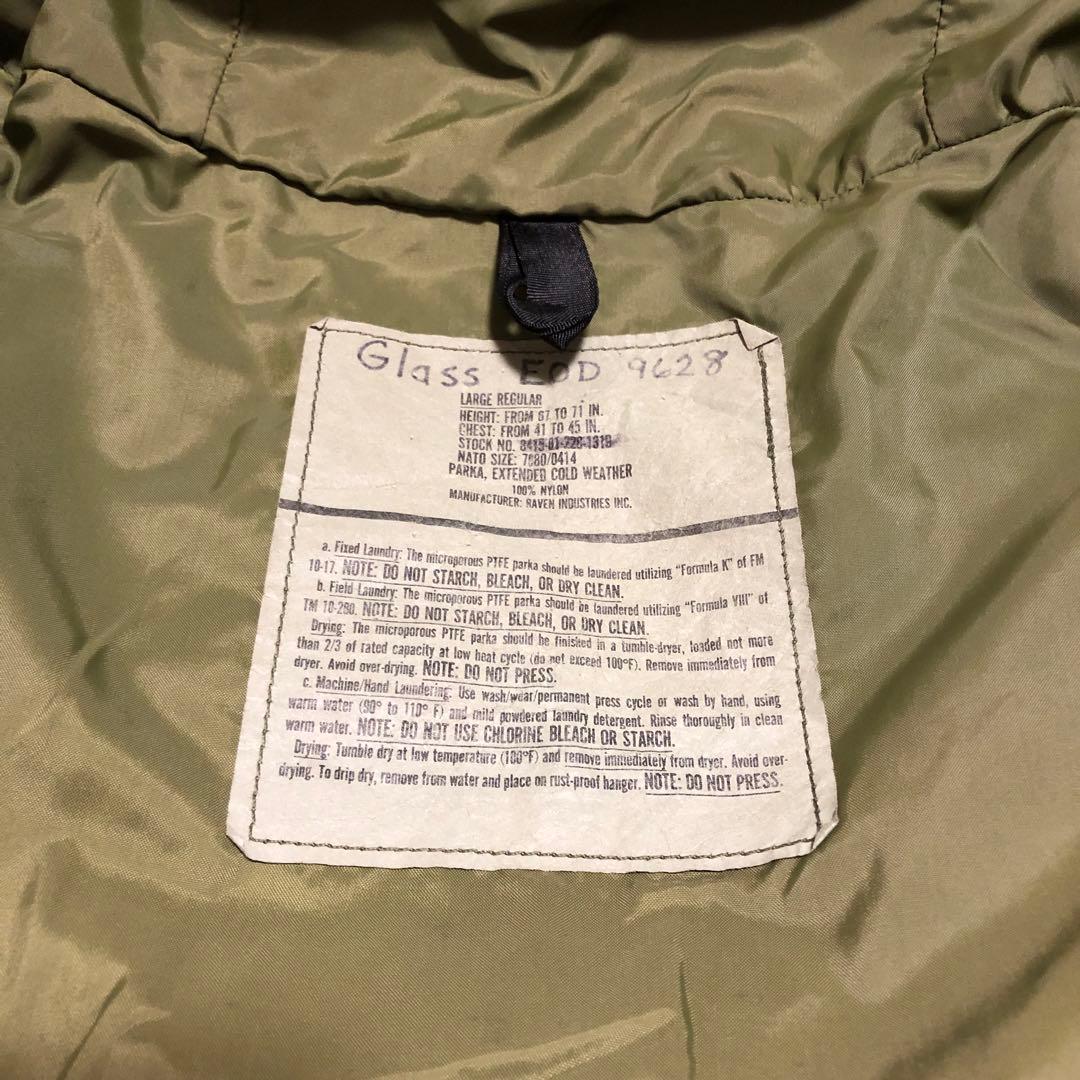 Glass EOD 9628
LARGE REGULAR
HEIGHT: FROM 67 TO 71 IN.
CHEST: FROM 41 TO 45 IN.
STOCK NO. 8415-01-228-1319
NATO SIZE: 7080/0414
PARKA, EXTENDED COLD WEATHER
100% NYLON
MANUFACTURER: RAVEN INDUSTRIES INC.
a. Fixed Laundry: The microporous PTFE parka should be laundered utilizing "Formula K" of FM
10-17. NOTE: DO NOT STARCH, BLEACH, OR DRY CLEAN.
b. Field Laundry: The microporous PTFE parka should be laundered utilizing "Formula VIII" of
TM 10-280. NOTE: DO NOT STARCH, BLEACH, OR DRY CLEAN.
Drying: The microporous PTFE parka should be finished in a tumble-dryer, loaded not more
than 2/3 of rated capacity at low heat cycle (do not exceed 100°F). Remove immediately from
dryer. Avoid over-drying. NOTE: DO NOT PRESS.
c. Machine/Hand Laundering: Use wash/wear/permanent press cycle or wash by hand, using
warm water (90° to 110° F) and mild powdered laundry detergent. Rinse thoroughly in clean
warm water. NOTE: DO NOT USE CHLORINE BLEACH OR STARCH.
Drying: Tumble dry at low temperature (100°F) and remove immediately from dryer. Avoid over-
drying. To drip dry, remove from water and place on rust-proof hanger. NOTE: DO NOT PRESS.